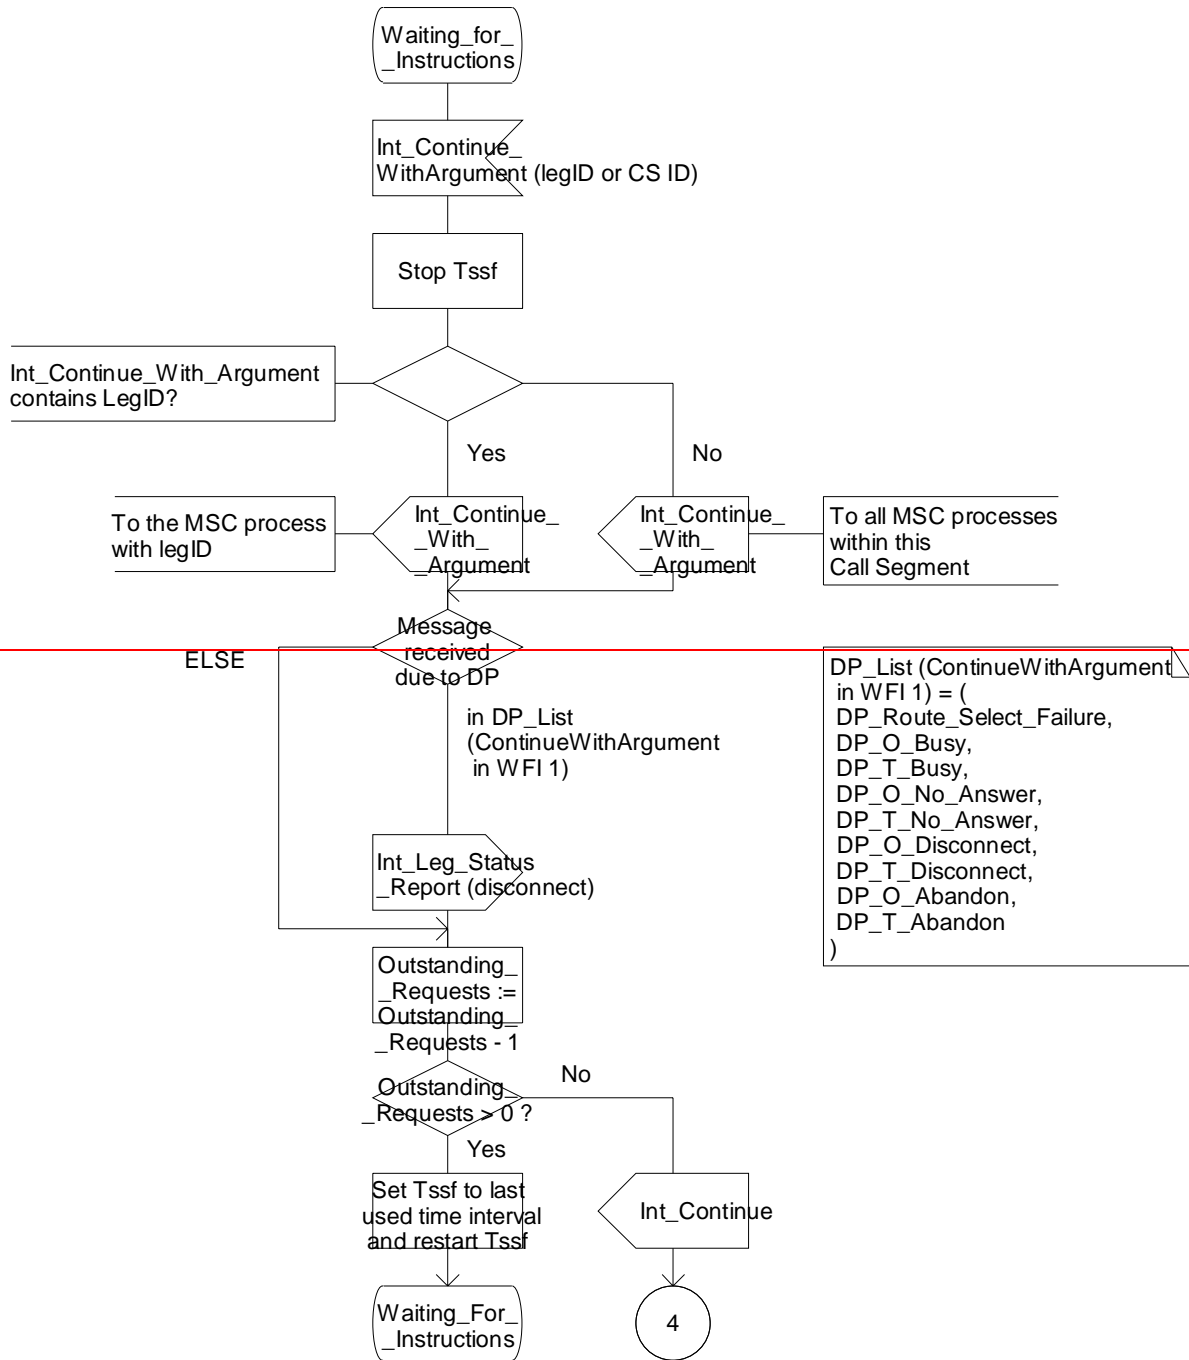 Waiting_for_
_Instructions
Int_Continue_
WithArgument (legID or CS ID)
Stop Tssf
Int_Continue_With_Argument
contains LegID?
Yes
No
To the MSC process
with legID
Int_Continue_
_With_
_Argument
Int_Continue_
_With_
_Argument
To all MSC processes
within this
Call Segment
Message
received
due to DP
ELSE
in DP_List
(ContinueWithArgument
in WFI 1)
DP_List (ContinueWithArgument
in WFI 1) = (
DP_Route_Select_Failure,
DP_O_Busy,
DP_T_Busy,
DP_O_No_Answer,
DP_T_No_Answer,
DP_O_Disconnect,
DP_T_Disconnect,
DP_O_Abandon,
DP_T_Abandon
)
Int_Leg_Status
_Report (disconnect)
Outstanding_
_Requests :=
Outstanding_
_Requests - 1
Outstanding_
_Requests > 0 ?
No
Yes
Set Tssf to last
used time interval
and restart Tssf
Int_Continue
Waiting_For_
_Instructions
4